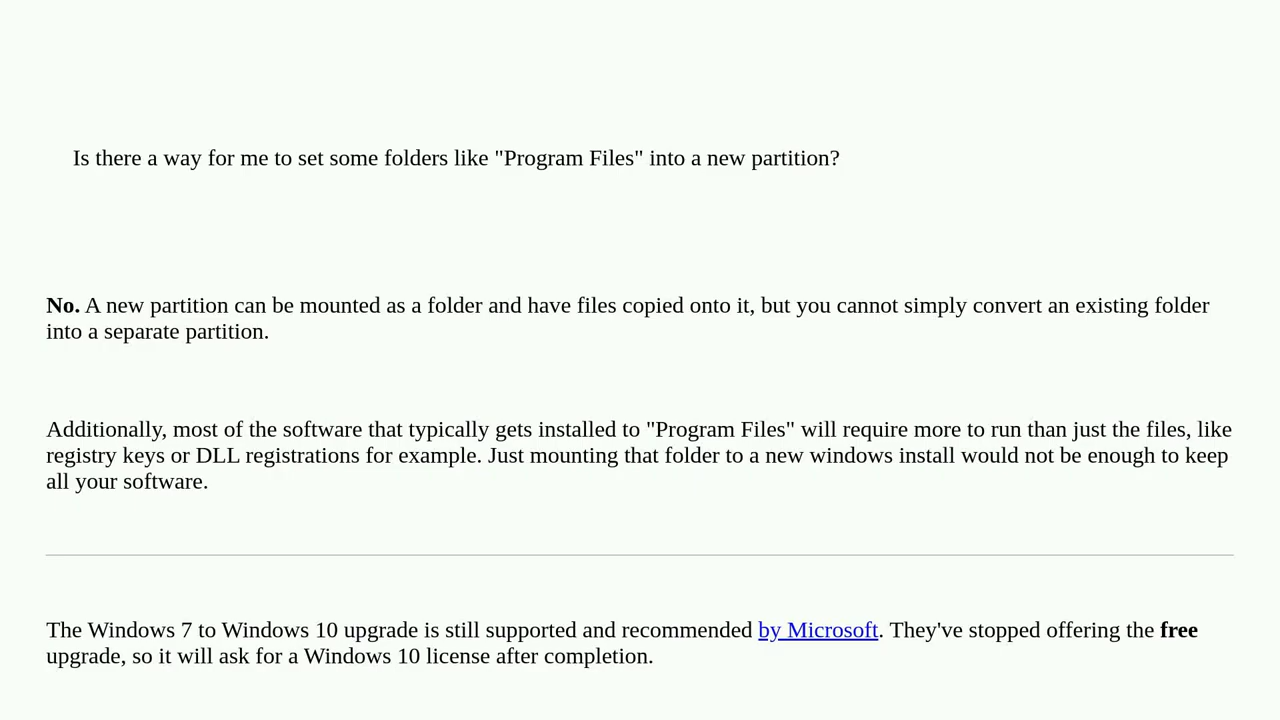 Is there a way for me to set some folders like "Program Files" into a new partition?
No. A new partition can be mounted as a folder and have files copied onto it, but you cannot simply convert an existing folder
into a separate partition.
Additionally, most of the software that typically gets installed to "Program Files" will require more to run than just the files, like
registry keys or DLL registrations for example. Just mounting that folder to a new windows install would not be enough to keep
all your software.
The Windows 7 to Windows 10 upgrade is still supported and recommended by Microsoft. They've stopped offering the free
upgrade, so it will ask for a Windows 10 license after completion.